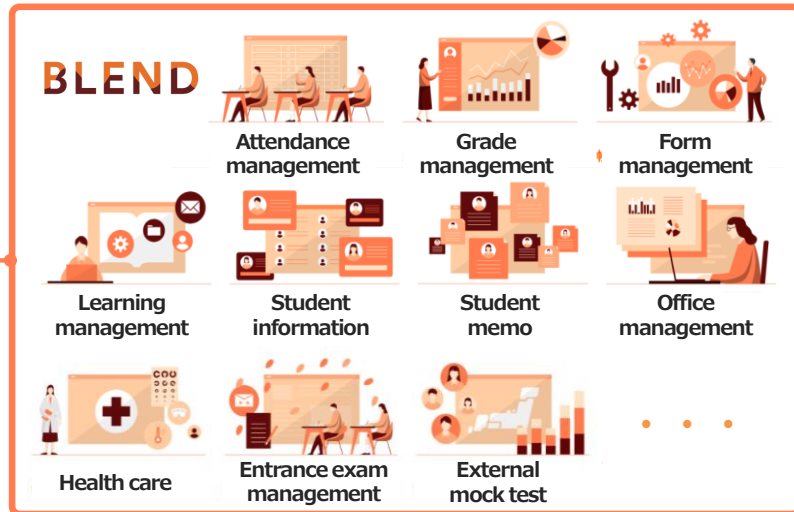 BLEND
Attendance
management
Grade
management
Form
management
Learning
management
Student
information
Student
memo
Office
management
Health care
Entrance exam
management
External
mock test